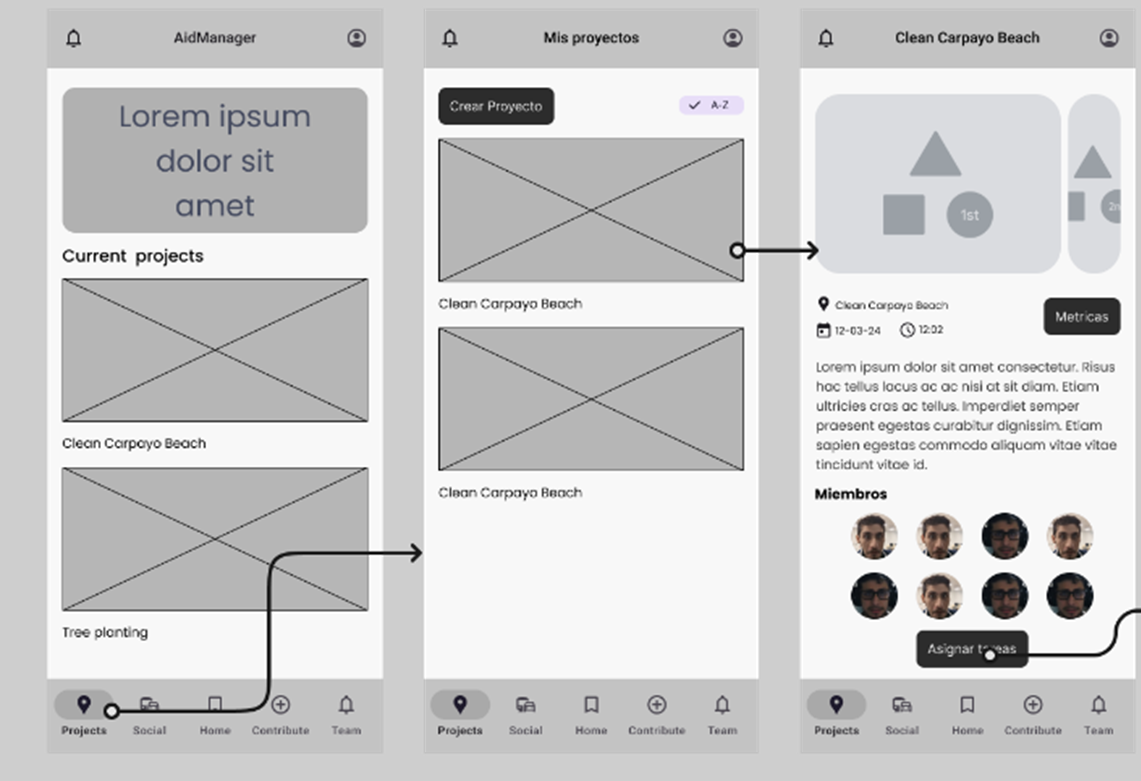 AidManager
Lorem ipsum
dolor sit
amet
Current projects
Clean Carpayo Beach
Tree planting
Projects
Social
Home
Contribute
Team
Mis proyectos
Crear Proyecto
A-Z
Clean Carpayo Beach
Clean Carpayo Beach
Projects
Social
Home
Contribute
Team
Clean Carpayo Beach
1st
Clean Carpayo Beach
12-03-24
12:02
Metricas
Lorem ipsum dolor sit amet consectetur. Risus
hac tellus lacus ac ac nisi at sit diam. Etiam
ultricies cras ac tellus. Imperdiet semper
praesent egestas curabitur dignissim. Etiam
sapien egestas commodo aliquam vitae vitae
tincidunt vitae id.
Miembros
Asignar tareas
Projects
Social
Home
Contribute
Team